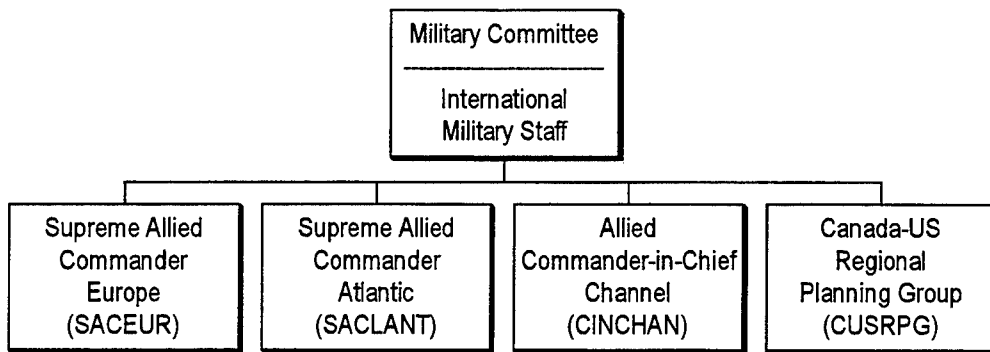 Military Committee
International
Military Staff
Supreme Allied
Commander
Europe
(SACEUR)
Supreme Allied
Commander
Atlantic
(SACLANT)
Allied
Commander-in-Chief
Channel
(CINCHAN)
Canada-US
Regional
Planning Group
(CUSRPG)